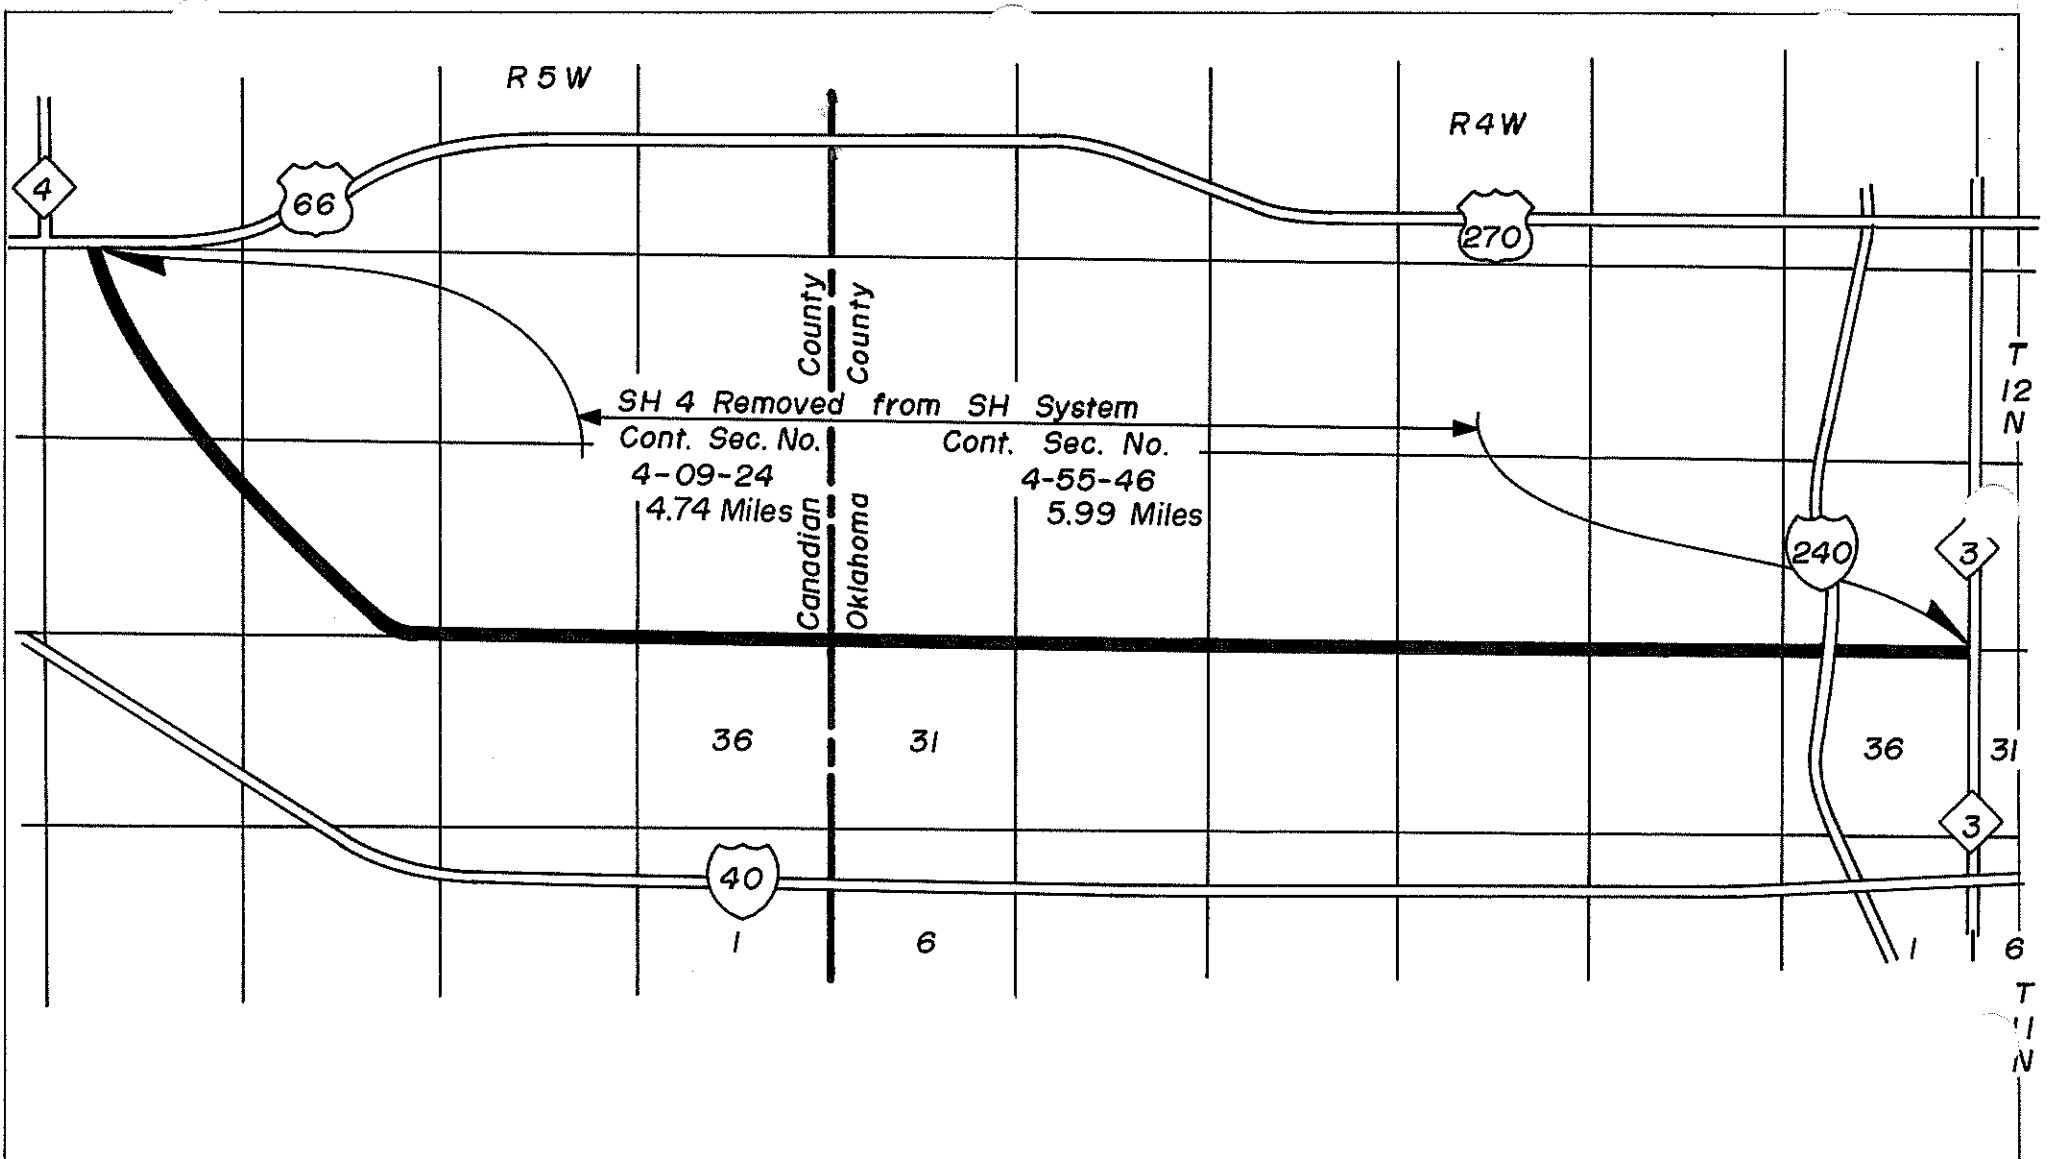 R 5 W
R4W
4
66
270
County
County
T
12
N
SH 4 Removed from SH System
Cont. Sec. No.
Cont. Sec. No.
4-09-24
4-55-46
4.74 Miles
5.99 Miles
Canadian
Oklahoma
240
3
36
31
36
31
3
40
1
6
1
6
T
11
N